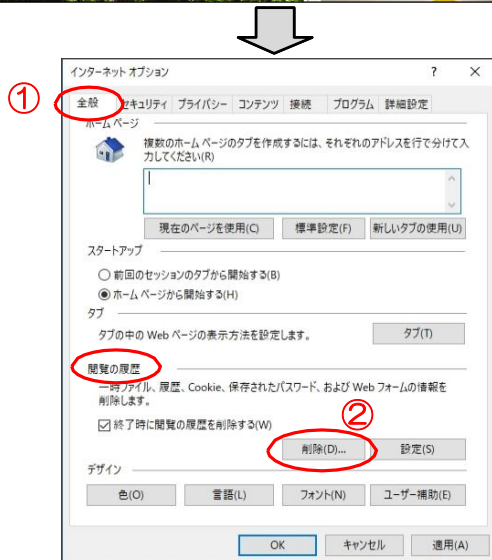 インターネット オプション ? ×
①
全般 セキュリティ プライバシー コンテンツ 接続 プログラム 詳細設定
ホーム ページ
複数のホーム ページのタブを作成するには、それぞれのアドレスを行で分けて入
力してください(R)
現在のページを使用(C) 標準設定(F) 新しいタブの使用(U)
スタートアップ
前回のセッションのタブから開始する(B)
ホーム ページから開始する(H)
タブ
タブの中の Web ページの表示方法を設定します。 タブ(T)
閲覧の履歴
一時ファイル、履歴、Cookie、保存されたパスワード、および Web フォームの情報を
削除します。
②
終了時に閲覧の履歴を削除する(W)
削除(D)... 設定(S)
デザイン
色(O) 言語(L) フォント(N) ユーザー補助(E)
OK キャンセル 適用(A)